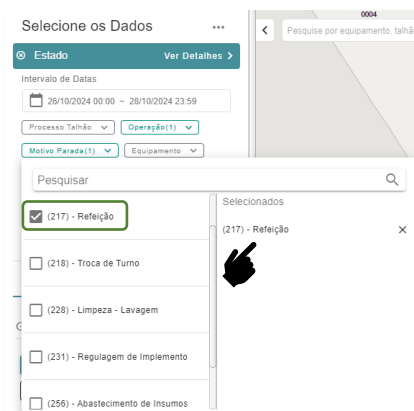 Selecione os Dados
...
0004
Pesquise por equipamento, talhã
Estado
Ver Detalhes
Intervalo de Datas
26/10/2024 00:00 ~ 28/10/2024 23:59
Processo Talhão
Operação(1)
Motivo Parada(1)
Equipamento
Pesquisar
Selecionados
(217) - Refeição
(217) - Refeição
(218) - Troca de Turno
(228) - Limpeza - Lavagem
(231) - Regulagem de Implemento
(256) - Abastecimento de Insumos